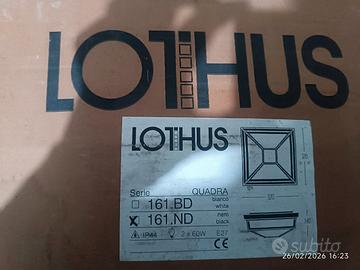 LOTHUS
LOTHUS
Serie QUADRA
161.BD bianco white
161.ND nero black
IP44 2 x 60W E27
CE
subito
26/02/2026 16:23